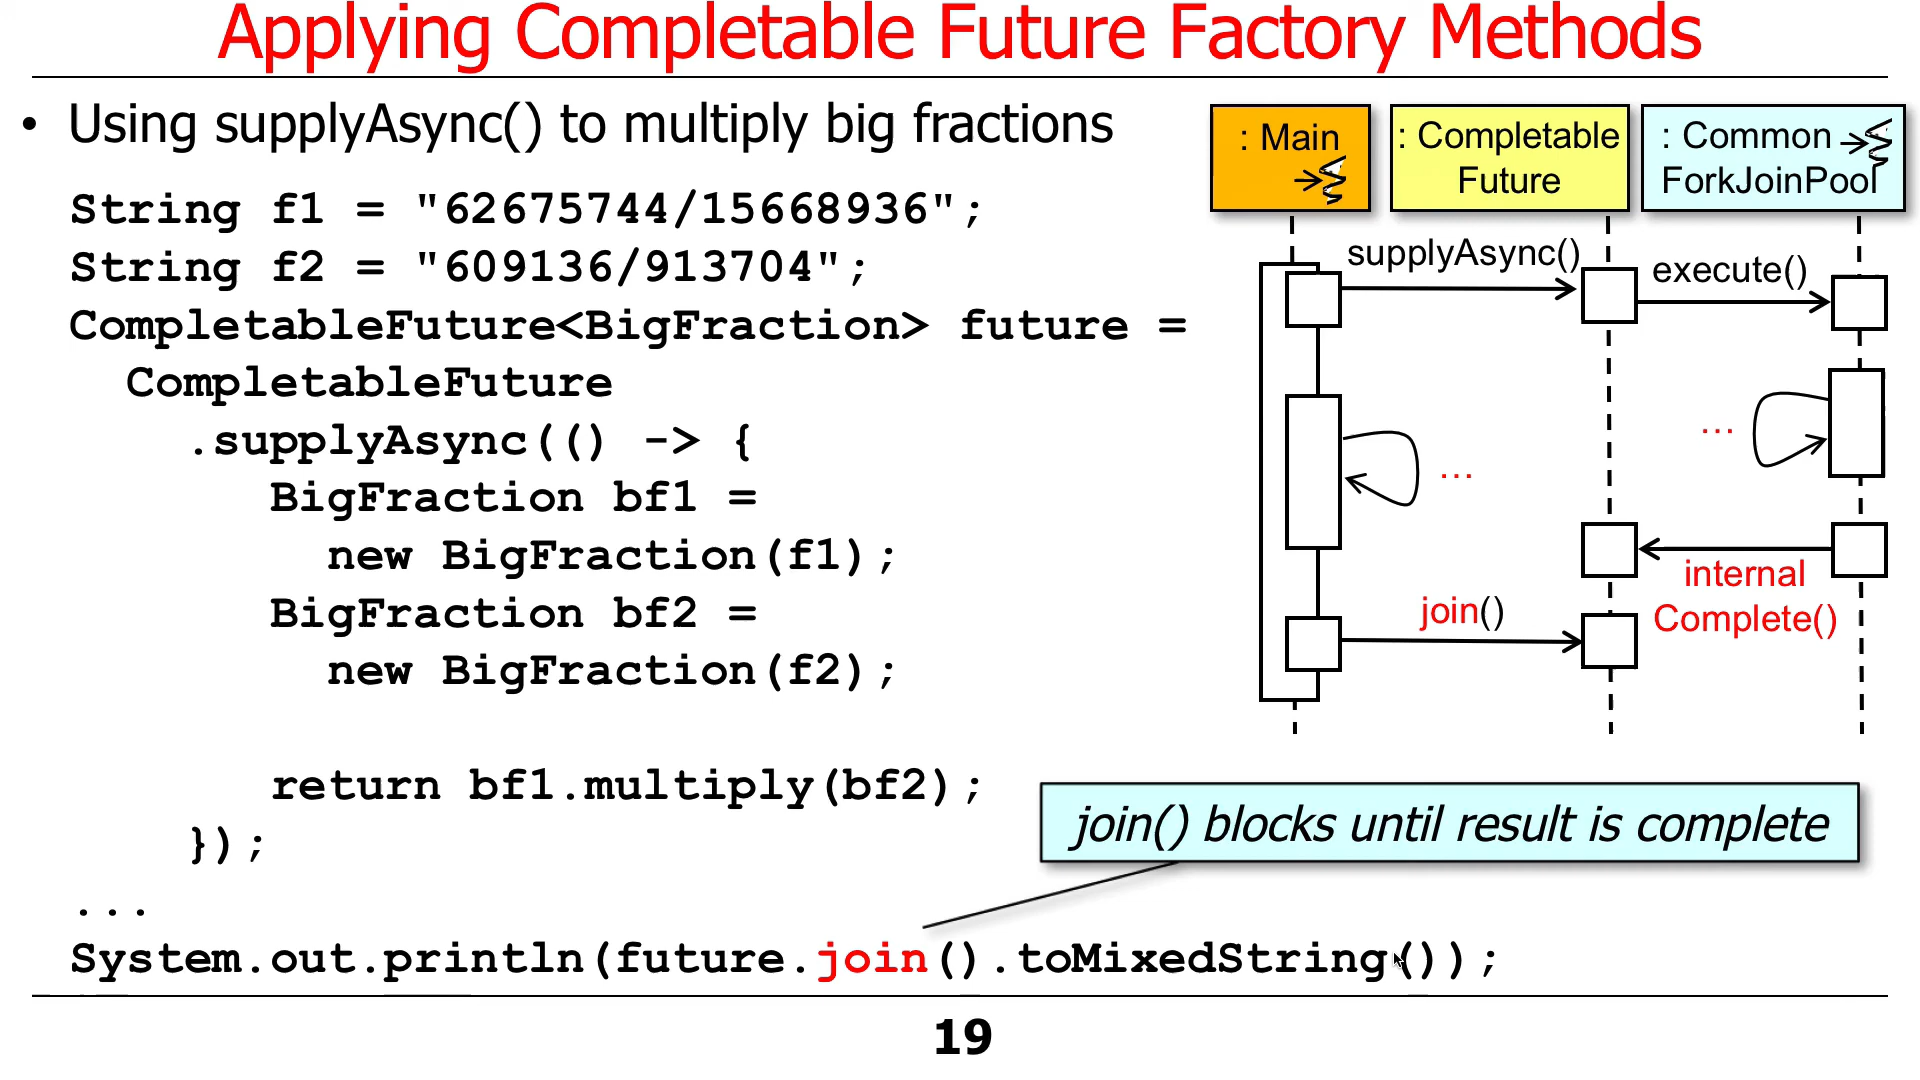 Applying Completable Future Factory Methods
• Using supplyAsync() to multiply big fractions
String f1 = "62675744/15668936";
String f2 = "609136/913704";
CompletableFuture<BigFraction> future =
CompletableFuture
.supplyAsync(() -> {
BigFraction bf1 =
new BigFraction(f1);
BigFraction bf2 =
new BigFraction(f2);
return bf1.multiply(bf2);
});
...
System.out.println(future.join().toMixedString());
: Main
: Completable
Future
: Common
ForkJoinPool
supplyAsync()
execute()
...
...
internal
Complete()
join()
join() blocks until result is complete
19